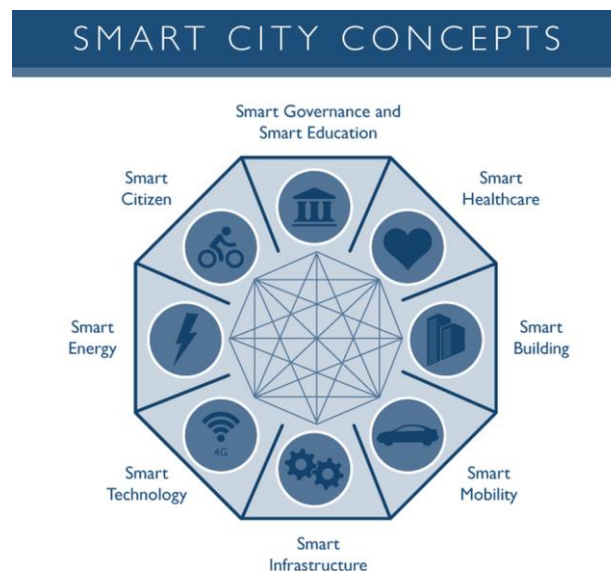 SMART CITY CONCEPTS
Smart Governance and
Smart Education
Smart
Citizen
Smart
Healthcare
Smart
Energy
Smart
Building
4G
Smart
Technology
Smart
Mobility
Smart
Infrastructure